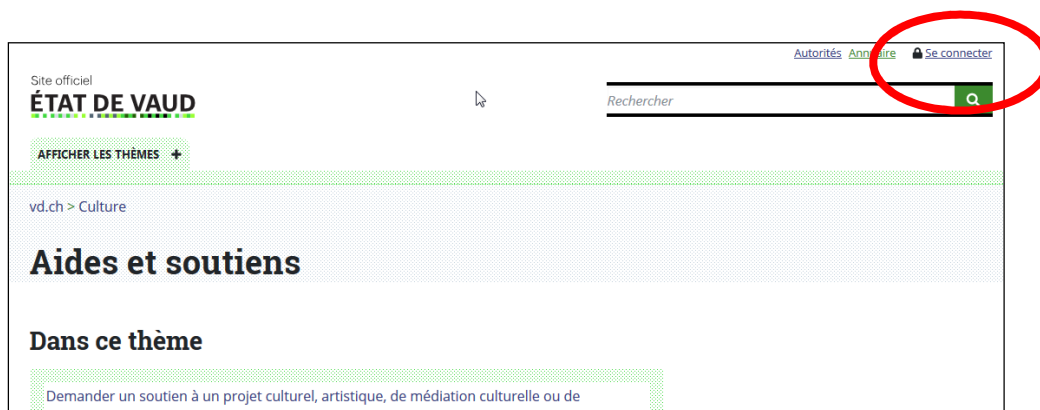 Autorités Annuaire Se connecter
Site officiel
ÉTAT DE VAUD
Rechercher
AFFICHER LES THÈMES +
vd.ch > Culture
Aides et soutiens
Dans ce thème
Demander un soutien à un projet culturel, artistique, de médiation culturelle ou de